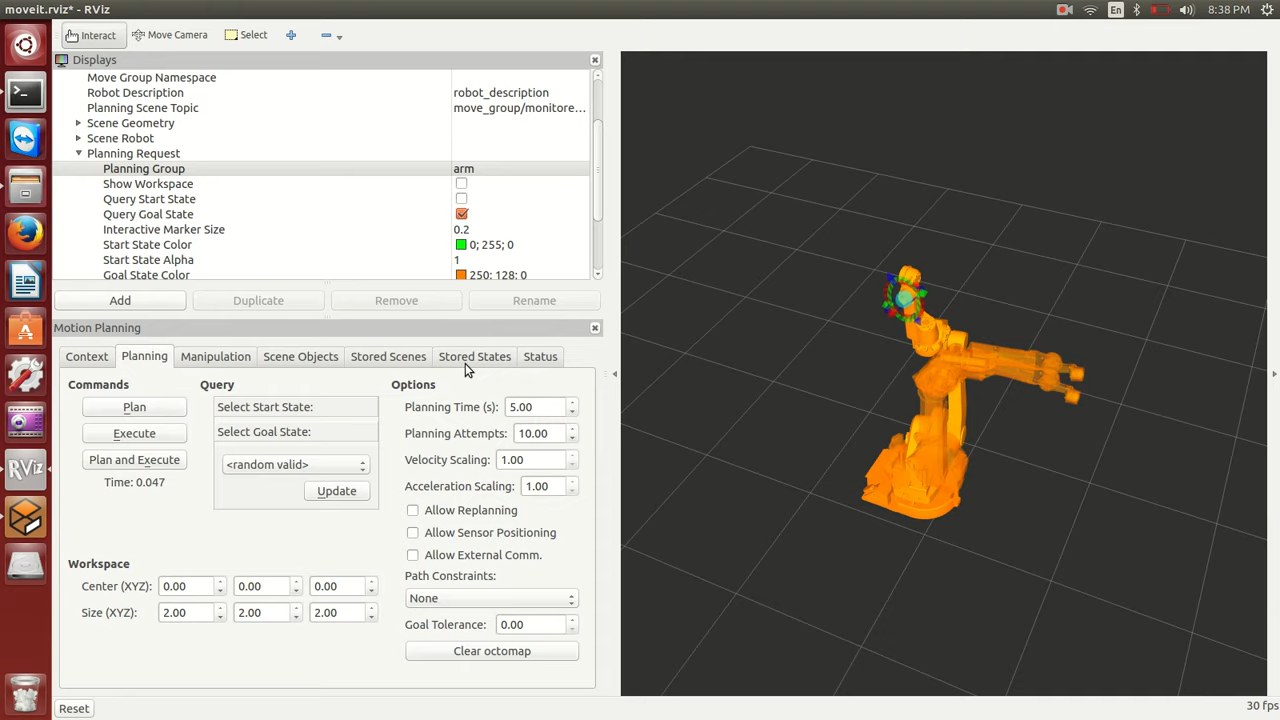 moveit.rviz* - RViz
En
8:38 PM
Interact
Move Camera
Select
Displays
Move Group Namespace
Robot Description robot_description
Planning Scene Topic move_group/monitore...
Scene Geometry
Scene Robot
Planning Request
Planning Group arm
Show Workspace
Query Start State
Query Goal State
Interactive Marker Size 0.2
Start State Color 0; 255; 0
Start State Alpha 1
Goal State Color 250; 128; 0
Add Duplicate Remove Rename
Motion Planning
Context Planning Manipulation Scene Objects Stored Scenes Stored States Status
Commands
Plan
Execute
Plan and Execute
Time: 0.047
Query
Select Start State:
Select Goal State:
<random valid>
Update
Options
Planning Time (s): 5.00
Planning Attempts: 10.00
Velocity Scaling: 1.00
Acceleration Scaling: 1.00
Allow Replanning
Allow Sensor Positioning
Allow External Comm.
Path Constraints:
None
Goal Tolerance: 0.00
Clear octomap
Workspace
Center (XYZ): 0.00 0.00 0.00
Size (XYZ): 2.00 2.00 2.00
Reset
30 fps
RViz